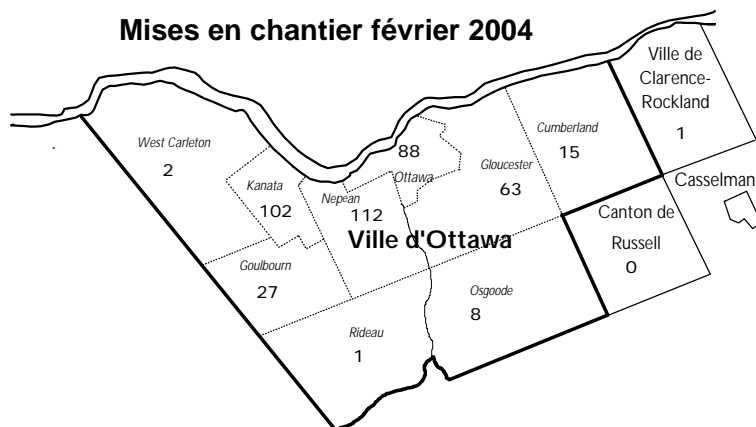 Mises en chantier février 2004
Ville de
Clarence-
Rockland
1
West Carleton
2
Kanata
102
Nepean
112
88
Ottawa
Gloucester
63
Cumberland
15
Casselman
Canton de
Russell
0
Ville d'Ottawa
Goulbourn
27
Osgoode
8
Rideau
1